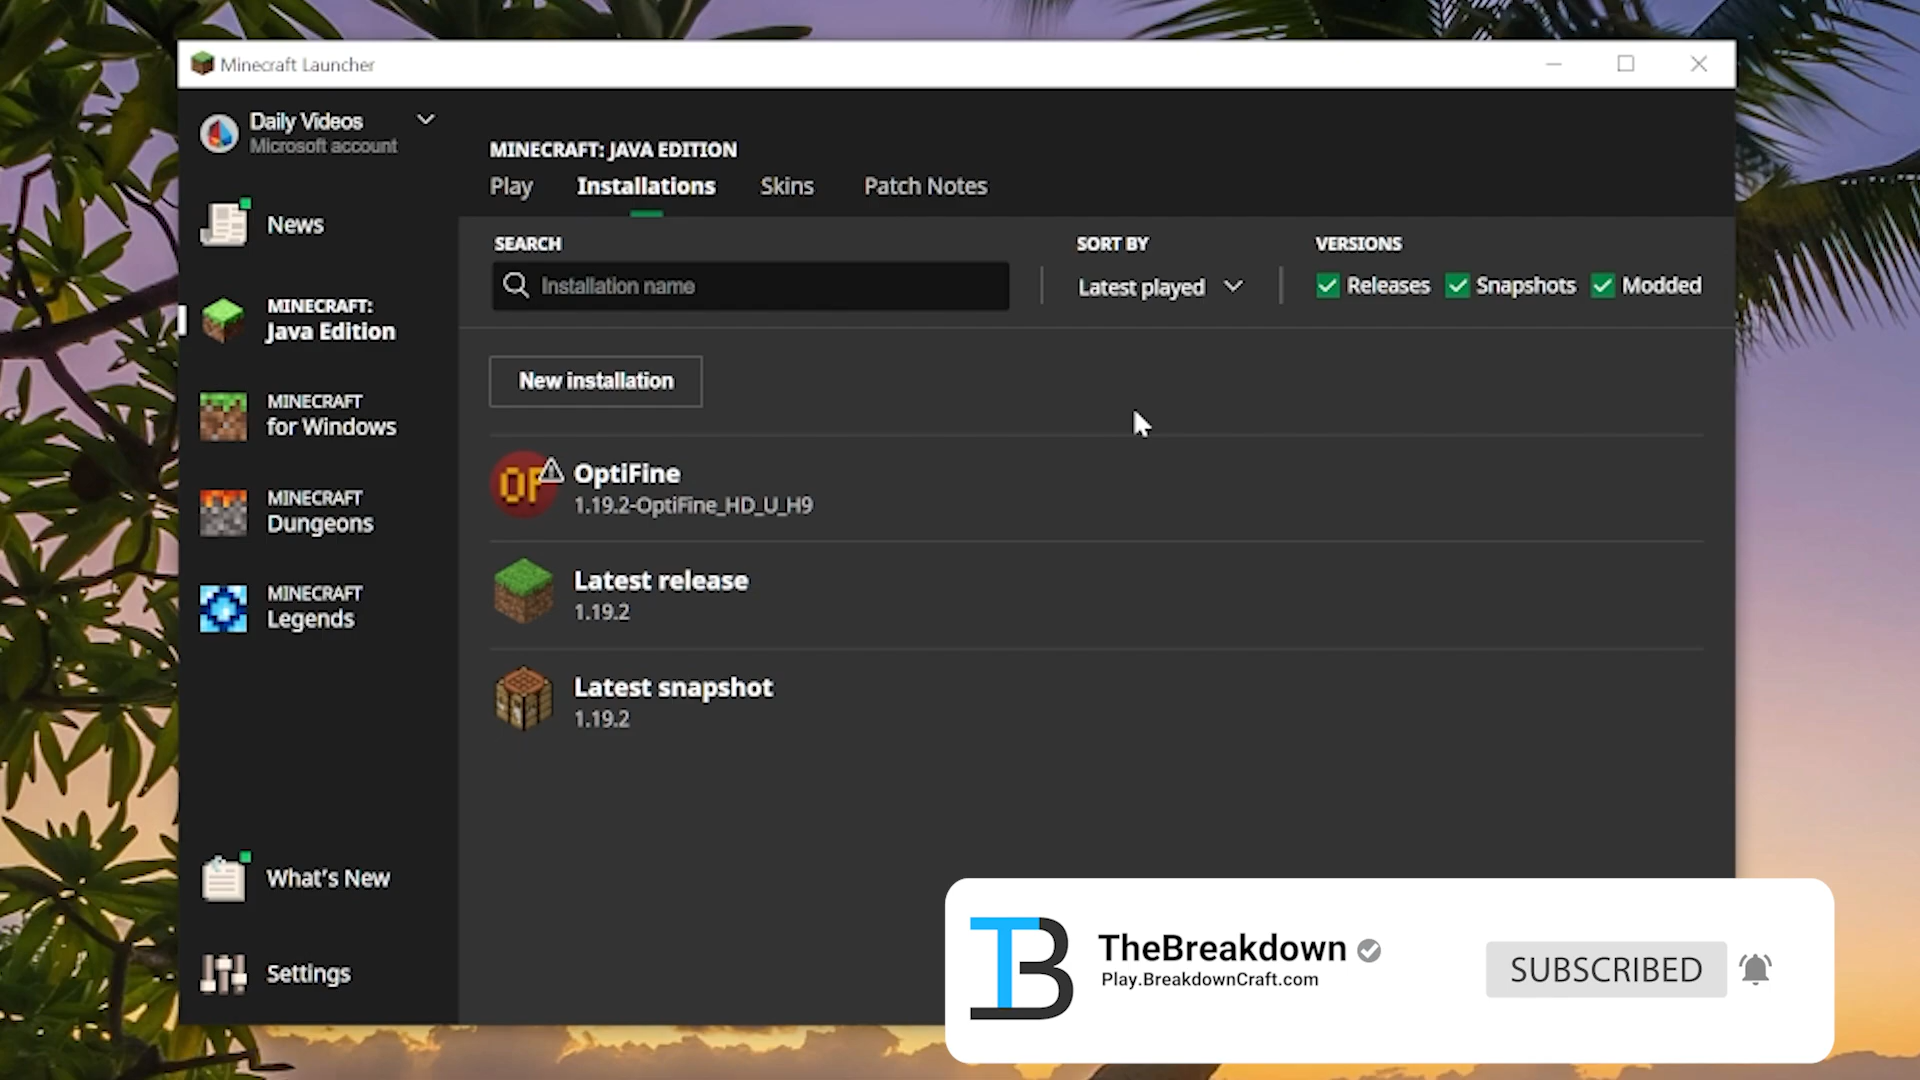 Minecraft Launcher
Daily Videos
Microsoft account
News
MINECRAFT:
Java Edition
MINECRAFT
for Windows
MINECRAFT
Dungeons
MINECRAFT
Legends
What's New
Settings
MINECRAFT: JAVA EDITION
Play Installations Skins Patch Notes
SEARCH SORT BY VERSIONS
Installation name Latest played Releases Snapshots Modded
New installation
OF OptiFine
1.19.2-OptiFine_HD_U_H9
Latest release
1.19.2
Latest snapshot
1.19.2
TB
TheBreakdown
Play.BreakdownCraft.com
SUBSCRIBED